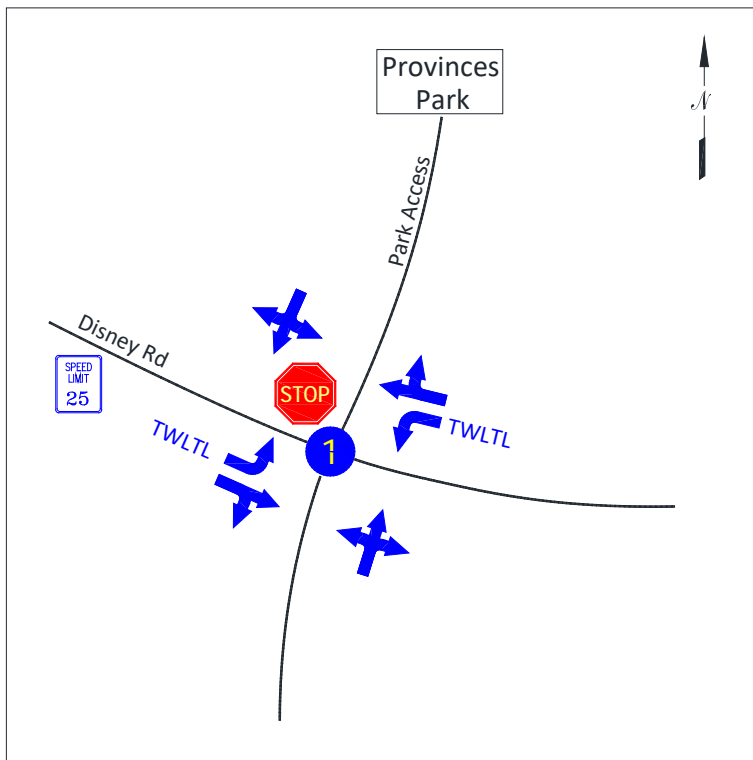 Provinces
Park
N
Park Access
Disney Rd
SPEED
LIMIT
25
STOP
TWLTL
TWLTL
1